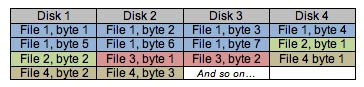 Disk 1 Disk 2 Disk 3 Disk 4
File 1, byte 1 File 1, byte 2 File 1, byte 3 File 1, byte 4
File 1, byte 5 File 1, byte 6 File 1, byte 7 File 2, byte 1
File 2, byte 2 File 3, byte 1 File 3, byte 2 File 4 byte 1
File 4, byte 2 File 4, byte 3 And so on...